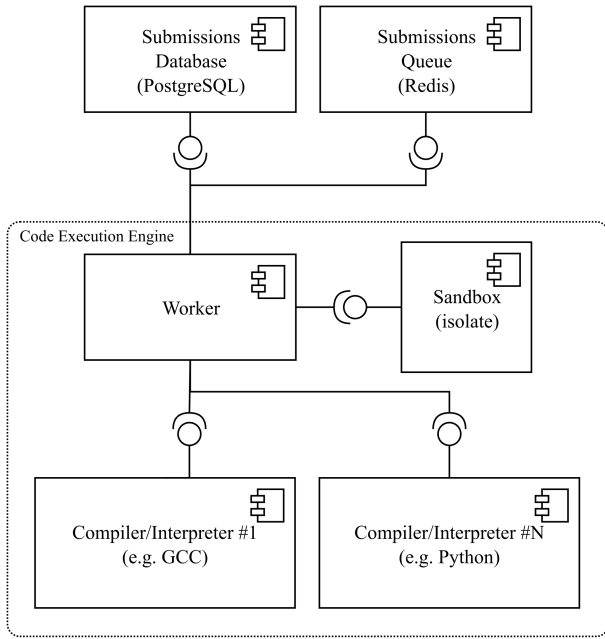 Submissions
Database
(PostgreSQL)
Submissions
Queue
(Redis)
Code Execution Engine
Worker
Sandbox
(isolate)
Compiler/Interpreter #1
(e.g. GCC)
Compiler/Interpreter #N
(e.g. Python)